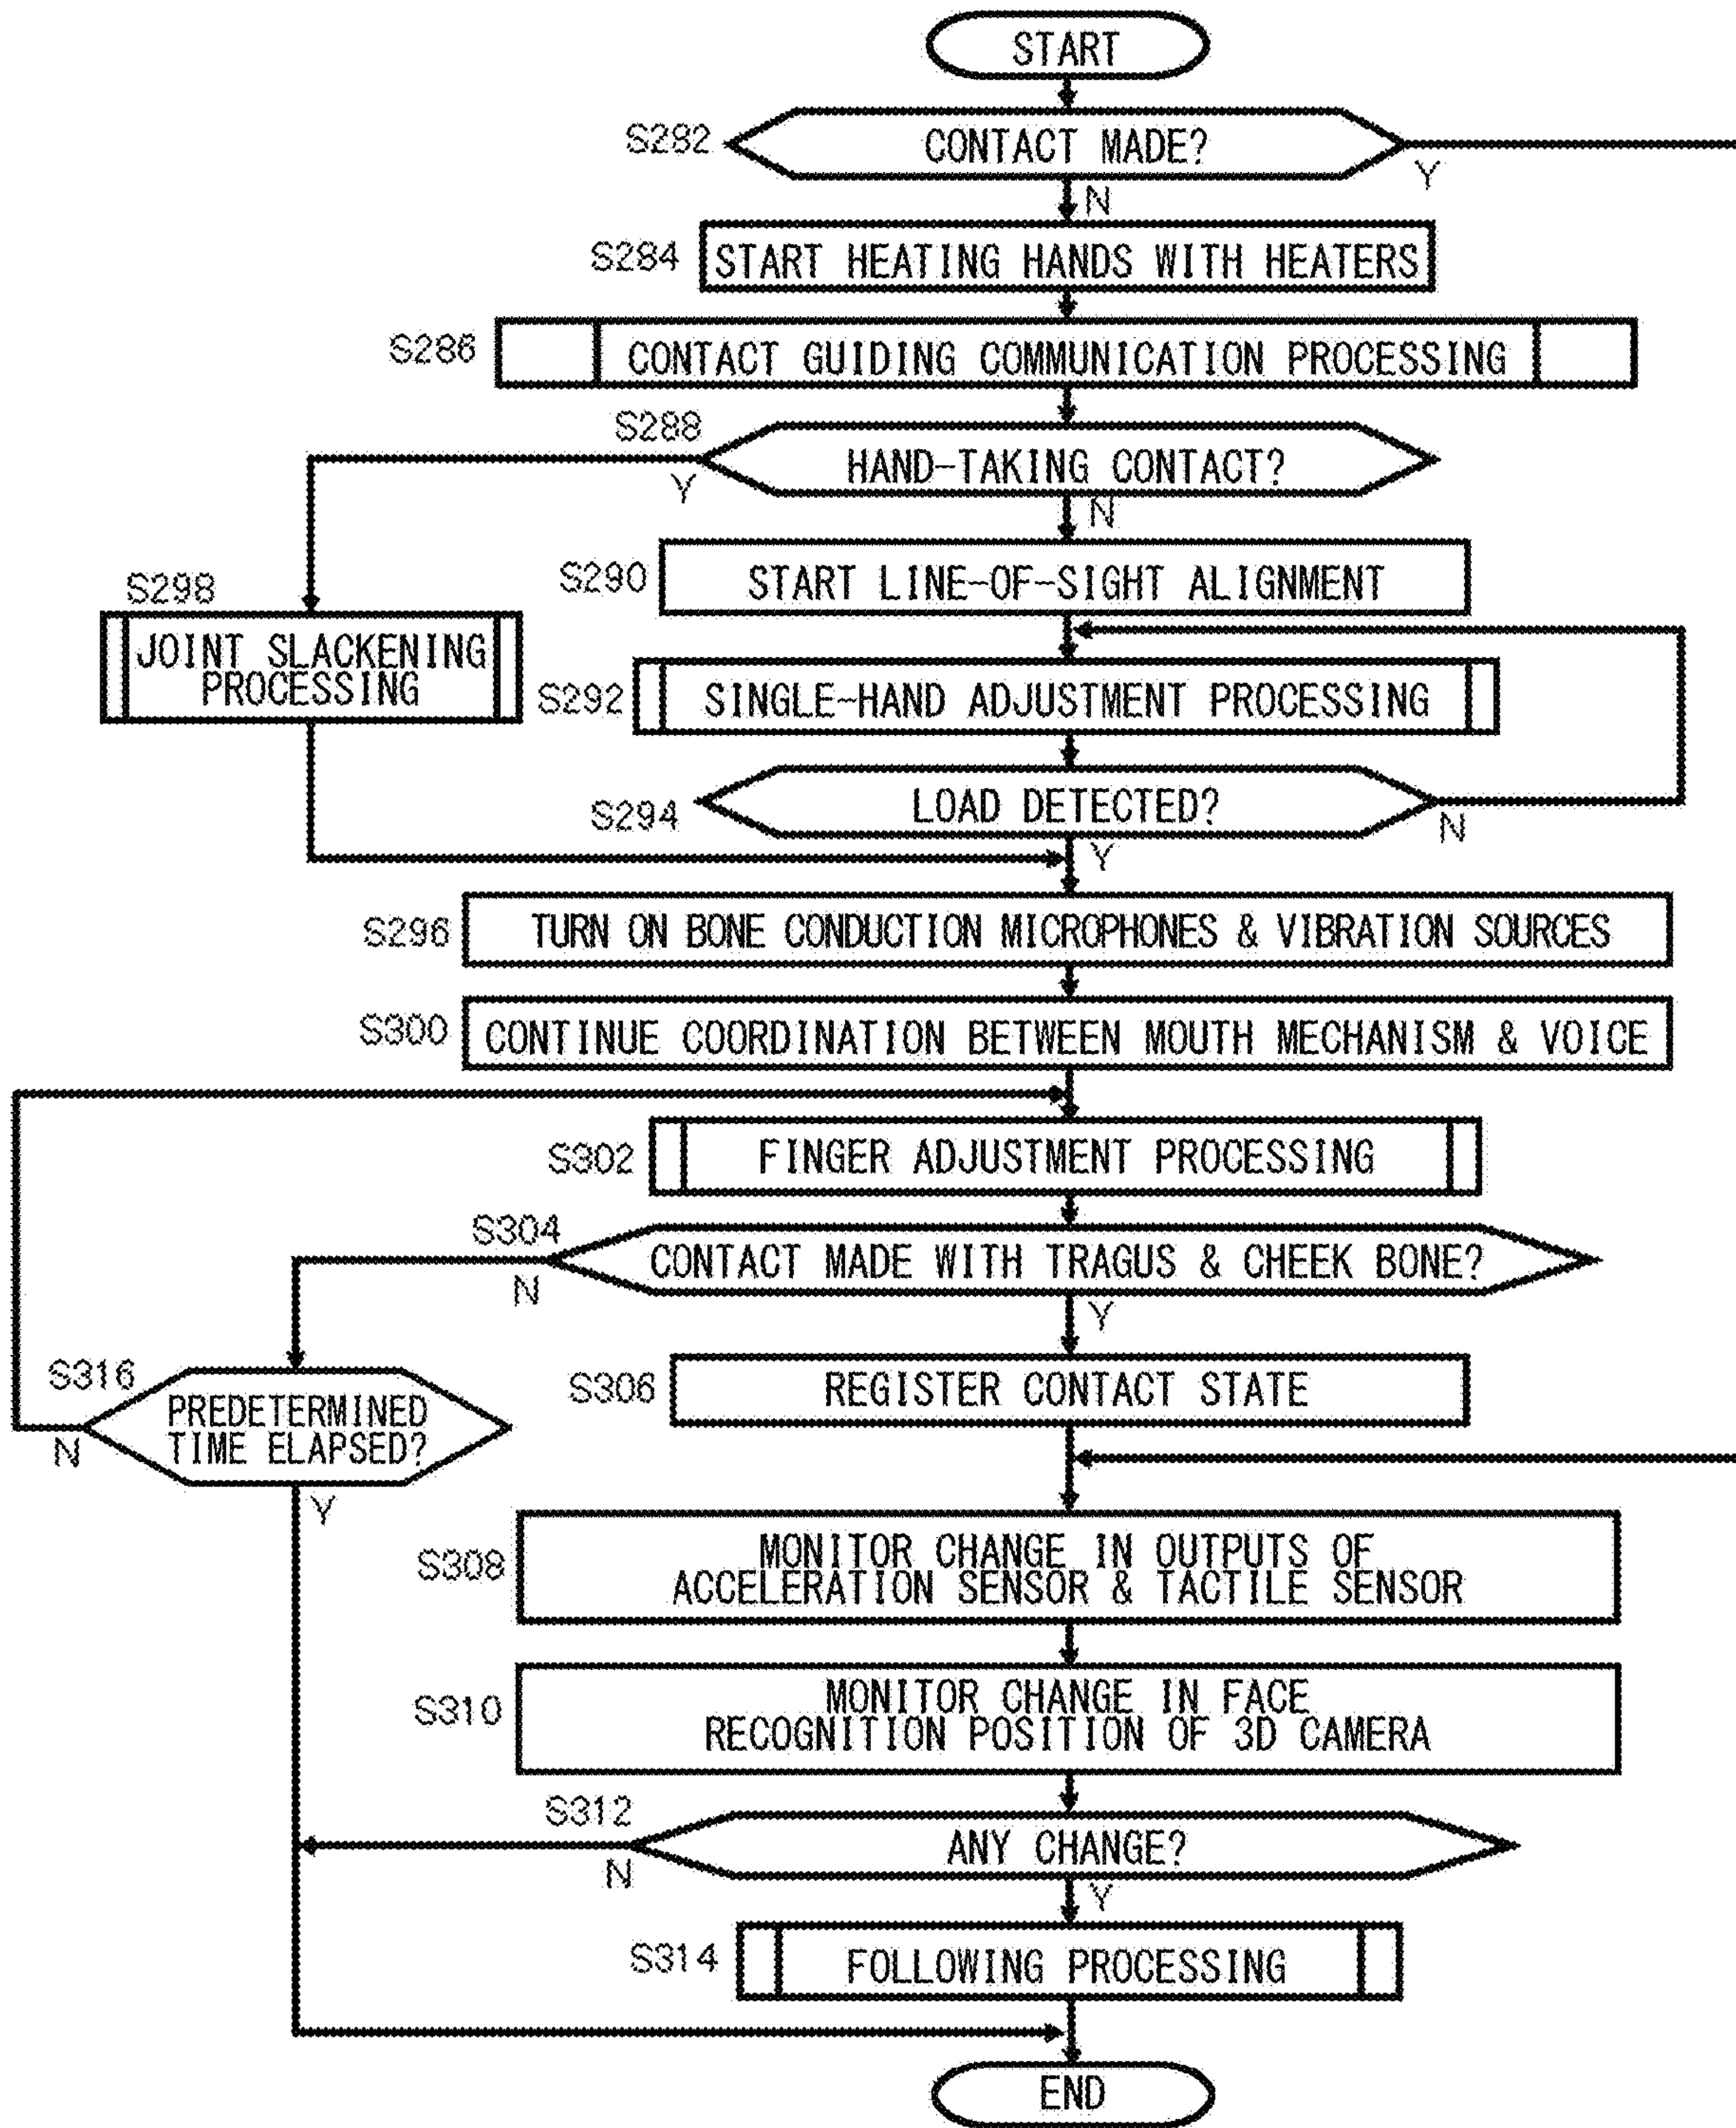 START
S282
CONTACT MADE?
Y
N
S284
START HEATING HANDS WITH HEATERS
S286
CONTACT GUIDING COMMUNICATION PROCESSING
S288
HAND-TAKING CONTACT?
Y
N
S290
START LINE-OF-SIGHT ALIGNMENT
S298
JOINT SLACKENING
PROCESSING
S292
SINGLE-HAND ADJUSTMENT PROCESSING
S294
LOAD DETECTED?
N
Y
S296
TURN ON BONE CONDUCTION MICROPHONES & VIBRATION SOURCES
S300
CONTINUE COORDINATION BETWEEN MOUTH MECHANISM & VOICE
S302
FINGER ADJUSTMENT PROCESSING
S304
CONTACT MADE WITH TRAGUS & CHEEK BONE?
N
Y
S316
PREDETERMINED
TIME ELAPSED?
N
Y
S306
REGISTER CONTACT STATE
S308
MONITOR CHANGE IN OUTPUTS OF
ACCELERATION SENSOR & TACTILE SENSOR
S310
MONITOR CHANGE IN FACE
RECOGNITION POSITION OF 3D CAMERA
S312
ANY CHANGE?
N
Y
S314
FOLLOWING PROCESSING
END